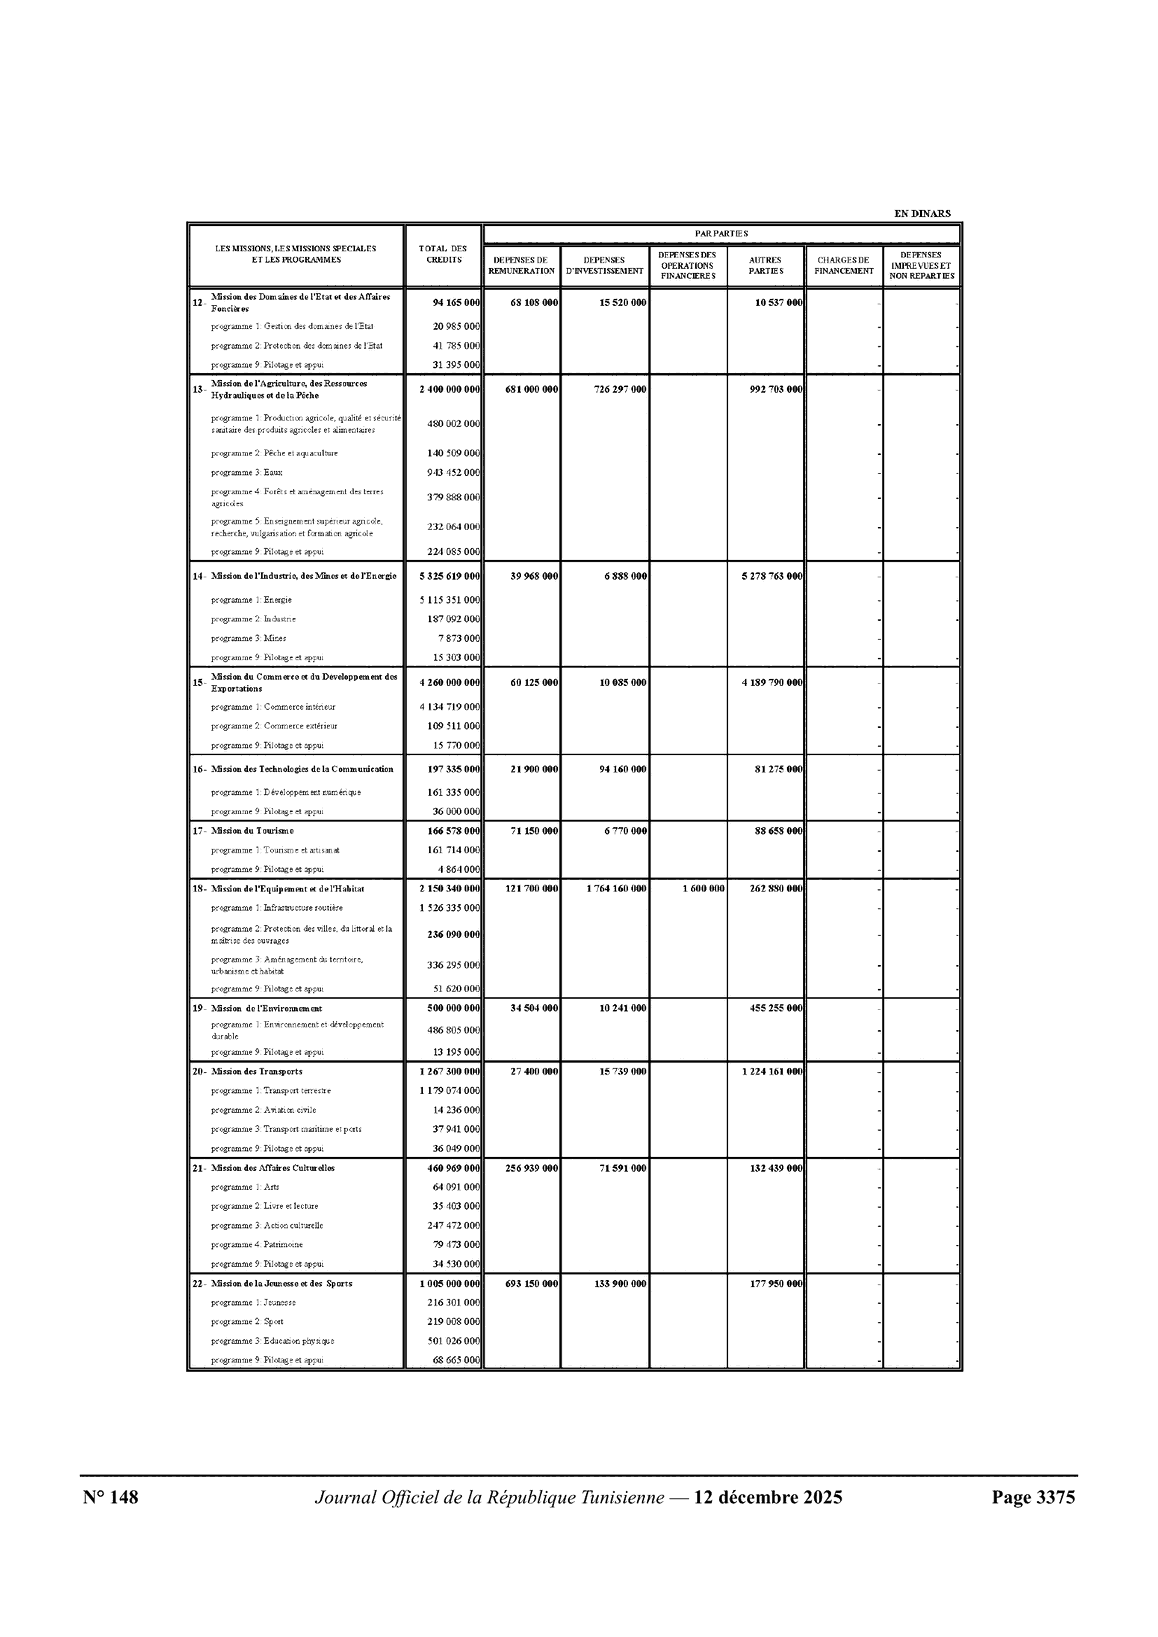 EN DINARS
LES MISSIONS, LES MISSIONS SPECIALES ET LES PROGRAMMES | TOTAL DES CREDITS | PAR PARTIES
DEPENSES DE REMUNERATION | DEPENSES D'INVESTISSEMENT | DEPENSES DES OPERATIONS FINANCIERES | AUTRES PARTIES | CHARGES DE FINANCEMENT | DEPENSES IMPREVUES ET NON REPARTIES
12- Mission des Domaines de l'Etat et des Affaires Foncières 94 165 000 68 108 000 15 520 000 10 537 000 - -
programme 1: Gestion des domaines de l'Etat 20 985 000 - -
programme 2: Protection des domaines de l'Etat 41 785 000 - -
programme 9: Pilotage et appui 31 395 000 - -
13- Mission de l'Agriculture, des Ressources Hydrauliques et de la Pêche 2 400 000 000 681 000 000 726 297 000 992 703 000 - -
programme 1: Production agricole, qualité et sécurité sanitaire des produits agricoles et alimentaires 480 002 000 - -
programme 2: Pêche et aquaculture 140 509 000 - -
programme 3: Eaux 943 452 000 - -
programme 4: Forêts et aménagement des terres agricoles 379 888 000 - -
programme 5: Enseignement supérieur agricole, recherche, vulgarisation et formation agricole 232 064 000 - -
programme 9: Pilotage et appui 224 085 000 - -
14- Mission de l'Industrie, des Mines et de l'Energie 5 325 619 000 39 968 000 6 888 000 5 278 763 000 - -
programme 1: Energie 5 115 351 000 - -
programme 2: Industrie 187 092 000 - -
programme 3: Mines 7 873 000 - -
programme 9: Pilotage et appui 15 303 000 - -
15- Mission du Commerce et du Développement des Exportations 4 260 000 000 60 125 000 10 085 000 4 189 790 000 - -
programme 1: Commerce intérieur 4 134 719 000 - -
programme 2: Commerce extérieur 109 511 000 - -
programme 9: Pilotage et appui 15 770 000 - -
16- Mission des Technologies de la Communication 197 335 000 21 900 000 94 160 000 81 275 000 - -
programme 1: Développement numérique 161 335 000 - -
programme 9: Pilotage et appui 36 000 000 - -
17- Mission du Tourisme 166 578 000 71 150 000 6 770 000 88 658 000 - -
programme 1: Tourisme et artisanat 161 714 000 - -
programme 9: Pilotage et appui 4 864 000 - -
18- Mission de l'Equipement et de l'Habitat 2 150 340 000 121 700 000 1 764 160 000 1 600 000 262 880 000 - -
programme 1: Infrastructure routière 1 526 335 000 - -
programme 2: Protection des villes, du littoral et la maîtrise des ouvrages 236 090 000 - -
programme 3: Aménagement du territoire, urbanisme et habitat 336 295 000 - -
programme 9: Pilotage et appui 51 620 000 - -
19- Mission de l'Environnement 500 000 000 34 504 000 10 241 000 455 255 000 - -
programme 1: Environnement et développement durable 486 805 000 - -
programme 9: Pilotage et appui 13 195 000 - -
20- Mission des Transports 1 267 300 000 27 400 000 15 739 000 1 224 161 000 - -
programme 1: Transport terrestre 1 179 074 000 - -
programme 2: Aviation civile 14 236 000 - -
programme 3: Transport maritime et ports 37 941 000 - -
programme 9: Pilotage et appui 36 049 000 - -
21- Mission des Affaires Culturelles 460 969 000 256 939 000 71 591 000 132 439 000 - -
programme 1: Arts 64 091 000 - -
programme 2: Livre et lecture 35 403 000 - -
programme 3: Action culturelle 247 472 000 - -
programme 4: Patrimoine 79 473 000 - -
programme 9: Pilotage et appui 34 530 000 - -
22- Mission de la Jeunesse et des Sports 1 005 000 000 693 150 000 133 900 000 177 950 000 - -
programme 1: Jeunesse 216 301 000 - -
programme 2: Sport 219 008 000 - -
programme 3: Education physique 501 026 000 - -
programme 9: Pilotage et appui 68 665 000 - -
N° 148 Journal Officiel de la République Tunisienne — 12 décembre 2025 Page 3375